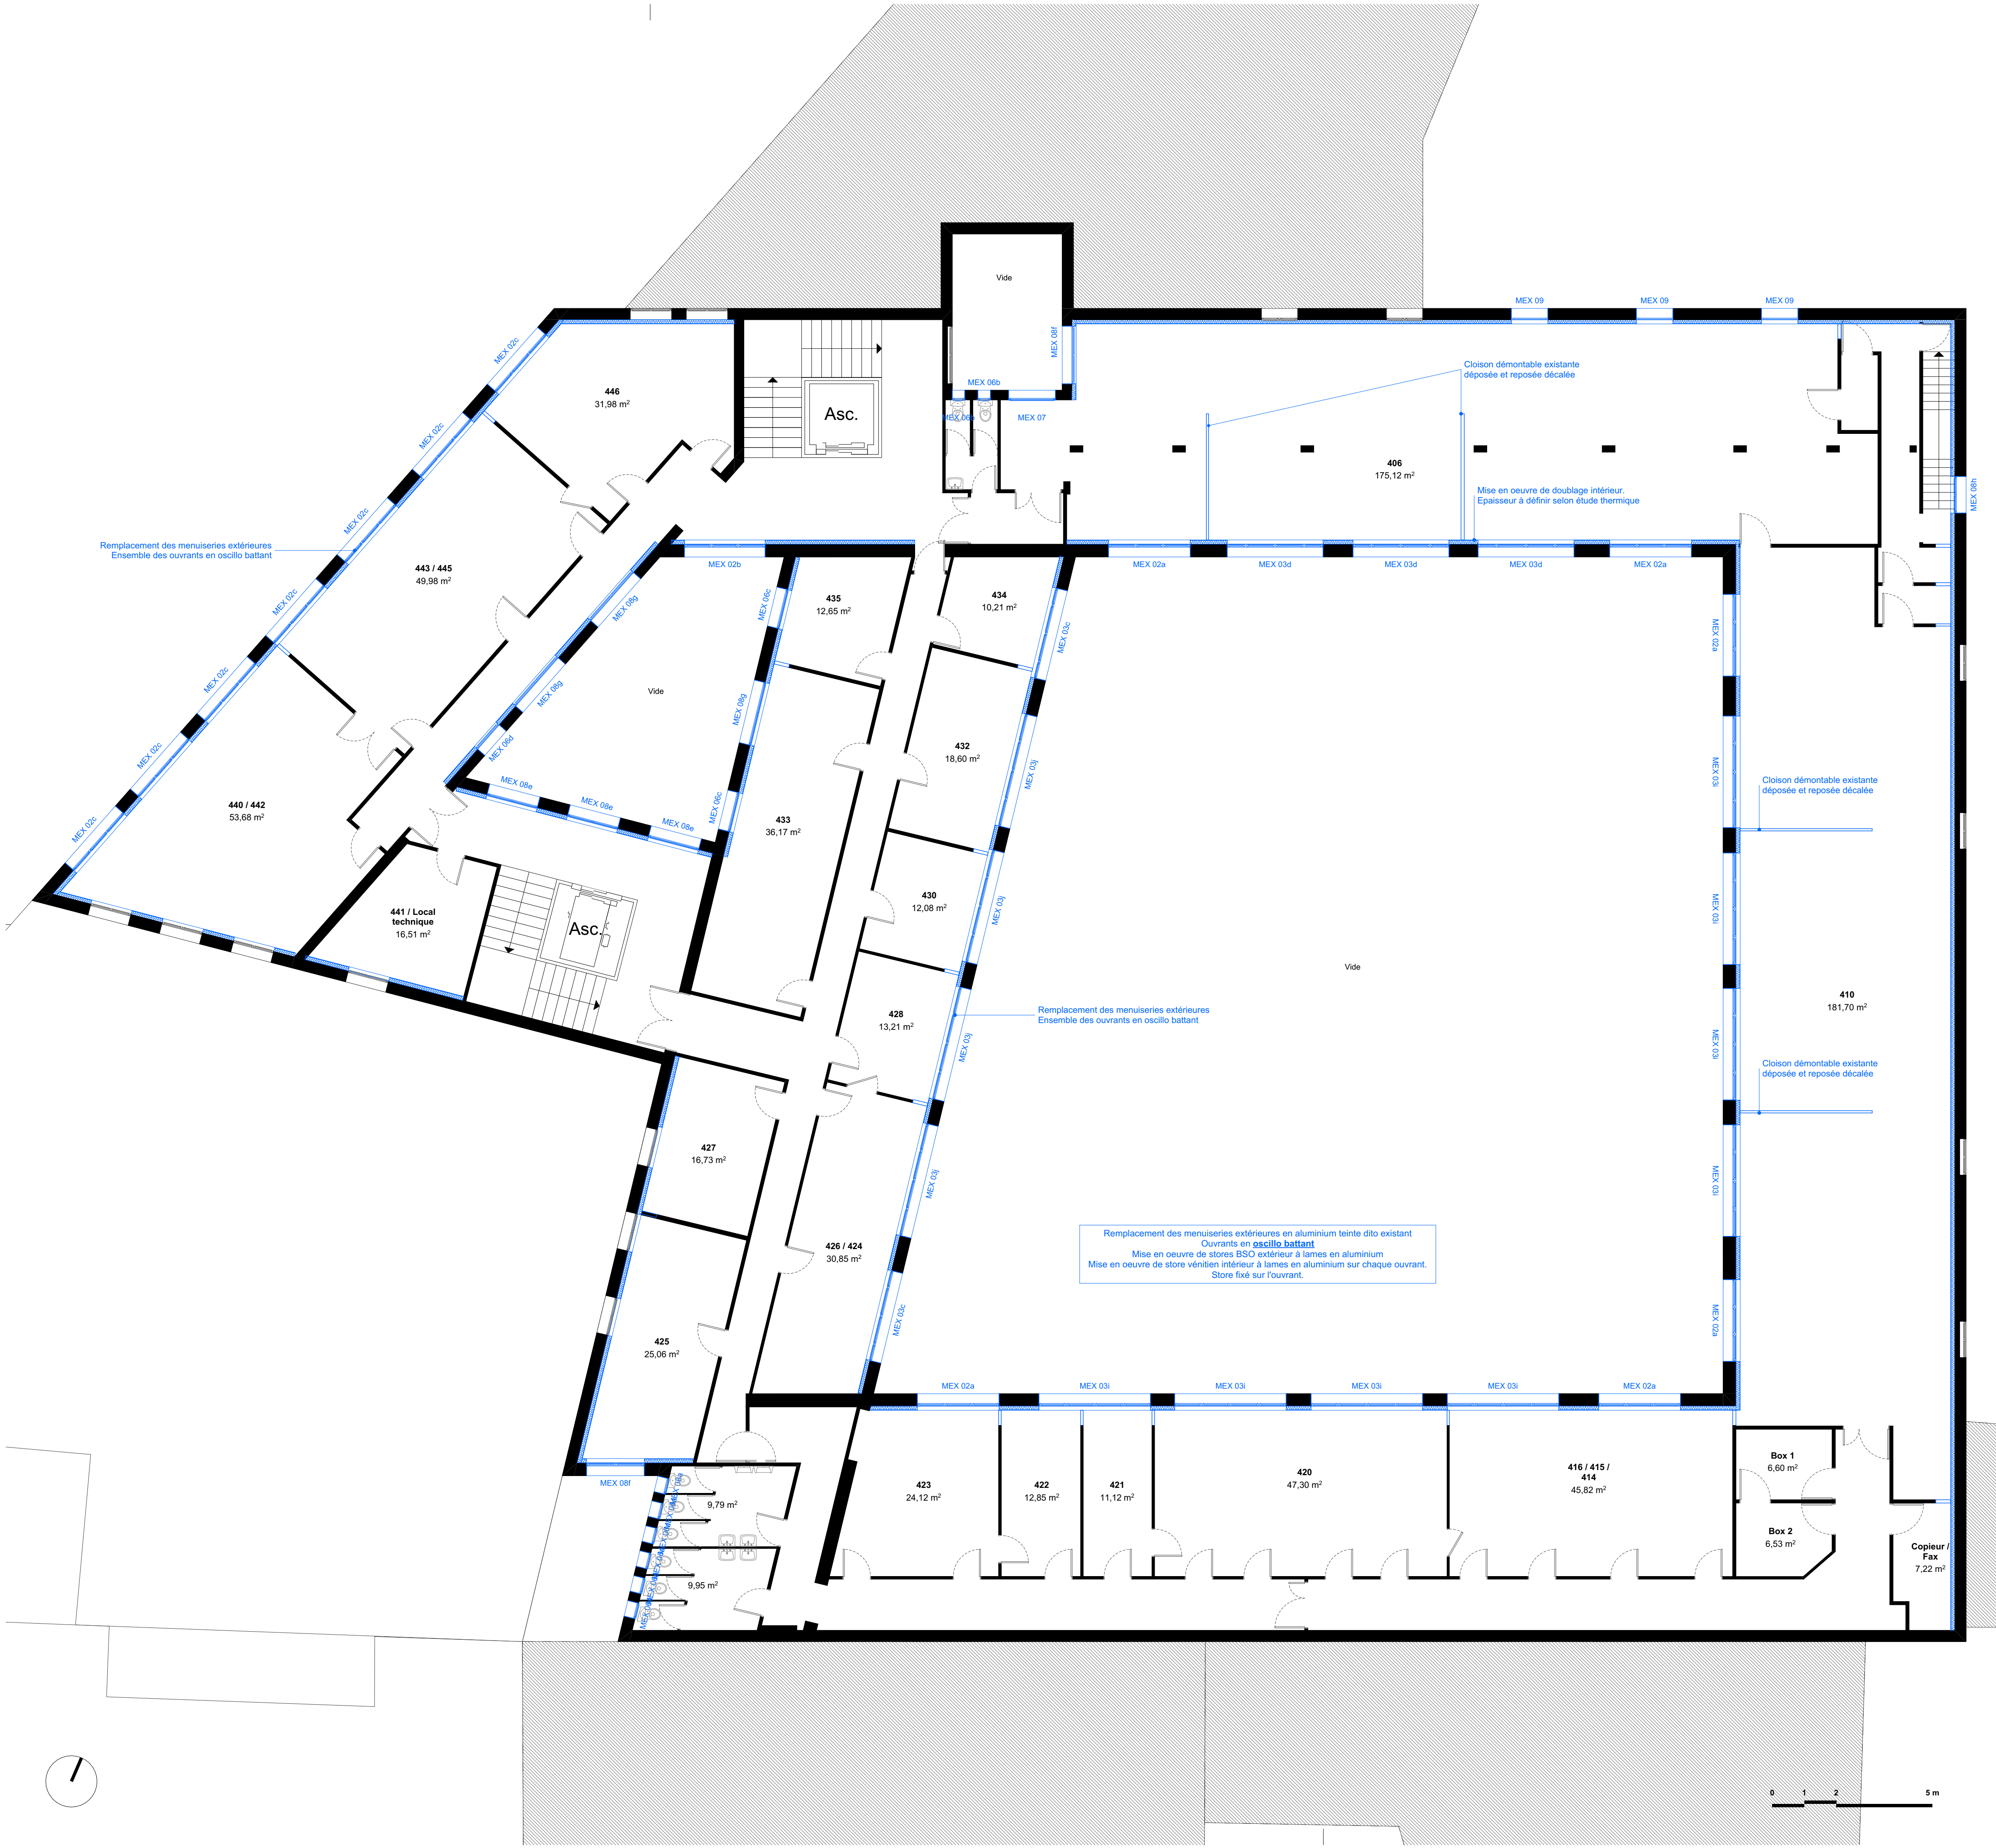 Vide
MEX 09
MEX 09
MEX 09
MEX 08f
MEX 02c
Cloison démontable existante
déposée et reposée décalée
MEX 06b
446
31,98 m²
Asc.
MEX 07
MEX 02c
406
175,12 m²
Mise en oeuvre de doublage intérieur.
Epaisseur à définir selon étude thermique
MEX 08h
MEX 02c
Remplacement des menuiseries extérieures
Ensemble des ouvrants en oscillo battant
443 / 445
49,98 m²
MEX 02b
MEX 02a
MEX 03d
MEX 03d
MEX 03d
MEX 02a
MEX 02c
MEX 08g
MEX 06c
435
12,65 m²
434
10,21 m²
MEX 03c
MEX 02a
MEX 02c
MEX 08g
Vide
MEX 08g
MEX 02c
MEX 06d
432
18,60 m²
MEX 03j
MEX 03i
Cloison démontable existante
déposée et reposée décalée
MEX 08e
MEX 08e
MEX 08e
MEX 06c
440 / 442
53,68 m²
MEX 02c
433
36,17 m²
430
12,08 m²
MEX 03j
MEX 03i
441 / Local
technique
16,51 m²
Asc.
Vide
410
181,70 m²
428
13,21 m²
Remplacement des menuiseries extérieures
Ensemble des ouvrants en oscillo battant
MEX 03j
MEX 03i
Cloison démontable existante
déposée et reposée décalée
427
16,73 m²
MEX 03j
MEX 03i
426 / 424
30,85 m²
Remplacement des menuiseries extérieures en aluminium teinte dito existant
Ouvrants en oscillo battant
Mise en oeuvre de stores BSO extérieur à lames en aluminium
Mise en oeuvre de store vénitien intérieur à lames en aluminium sur chaque ouvrant.
Store fixé sur l'ouvrant.
425
25,06 m²
MEX 03c
MEX 02a
MEX 02a
MEX 03i
MEX 03i
MEX 03i
MEX 03i
MEX 02a
MEX 08f
MEX 08a
9,79 m²
423
24,12 m²
422
12,85 m²
421
11,12 m²
420
47,30 m²
416 / 415 /
414
45,82 m²
Box 1
6,60 m²
Box 2
6,53 m²
Copieur /
Fax
7,22 m²
9,95 m²
0 1 2 5 m